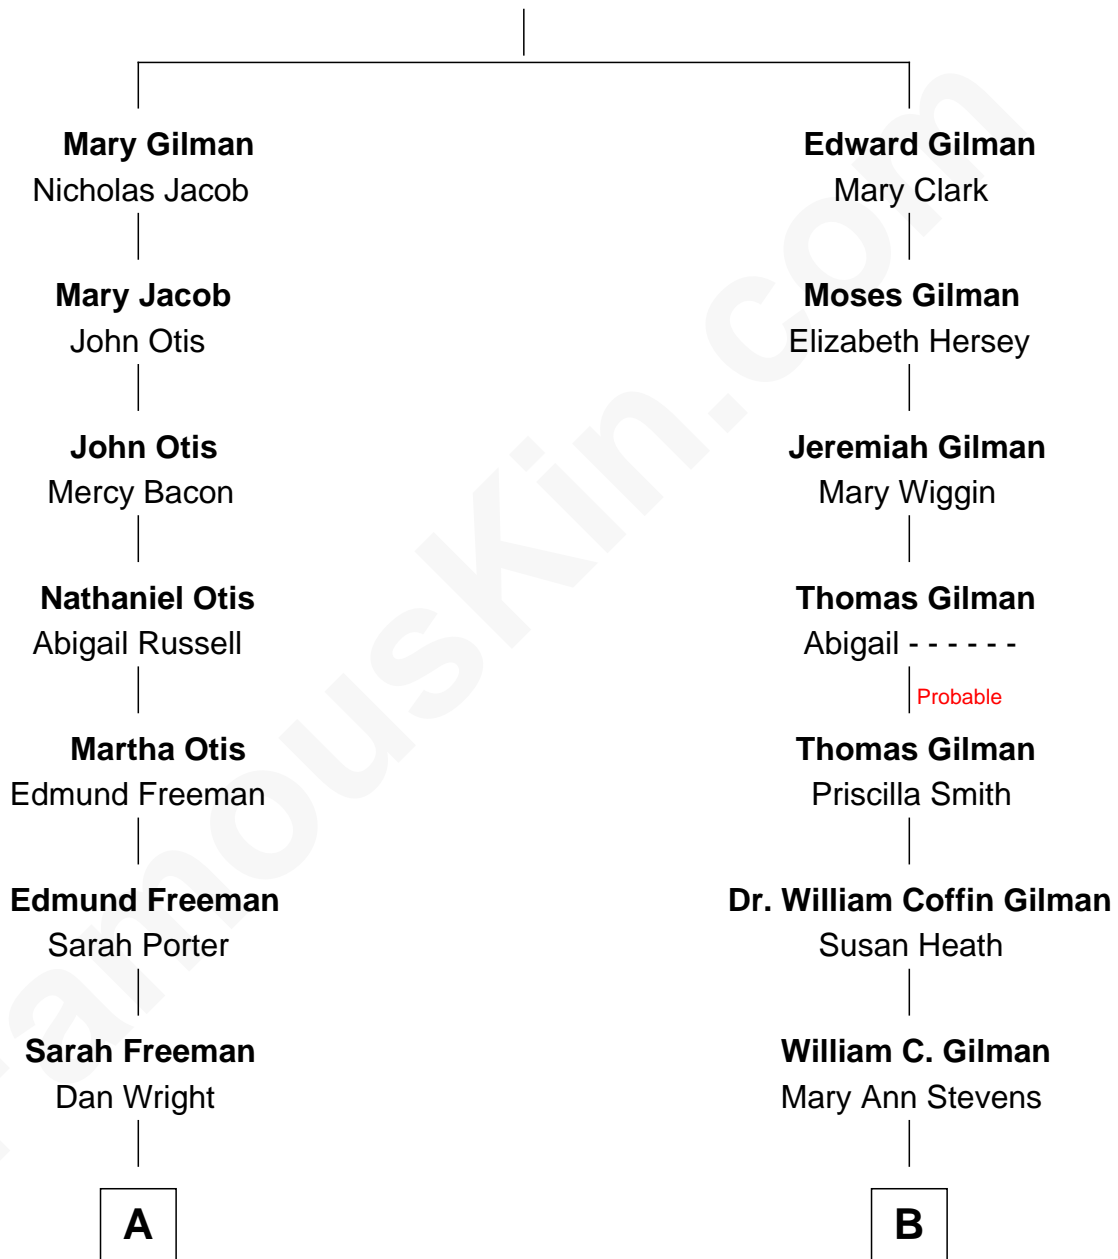 Mary Gilman
Nicholas Jacob
Edward Gilman
Mary Clark
Mary Jacob
John Otis
Moses Gilman
Elizabeth Hersey
John Otis
Mercy Bacon
Jeremiah Gilman
Mary Wiggin
Nathaniel Otis
Abigail Russell
Thomas Gilman
Abigail - - - - - -
Probable
Martha Otis
Edmund Freeman
Thomas Gilman
Priscilla Smith
Edmund Freeman
Sarah Porter
Dr. William Coffin Gilman
Susan Heath
Sarah Freeman
Dan Wright
William C. Gilman
Mary Ann Stevens
A
B
FamousKin.com